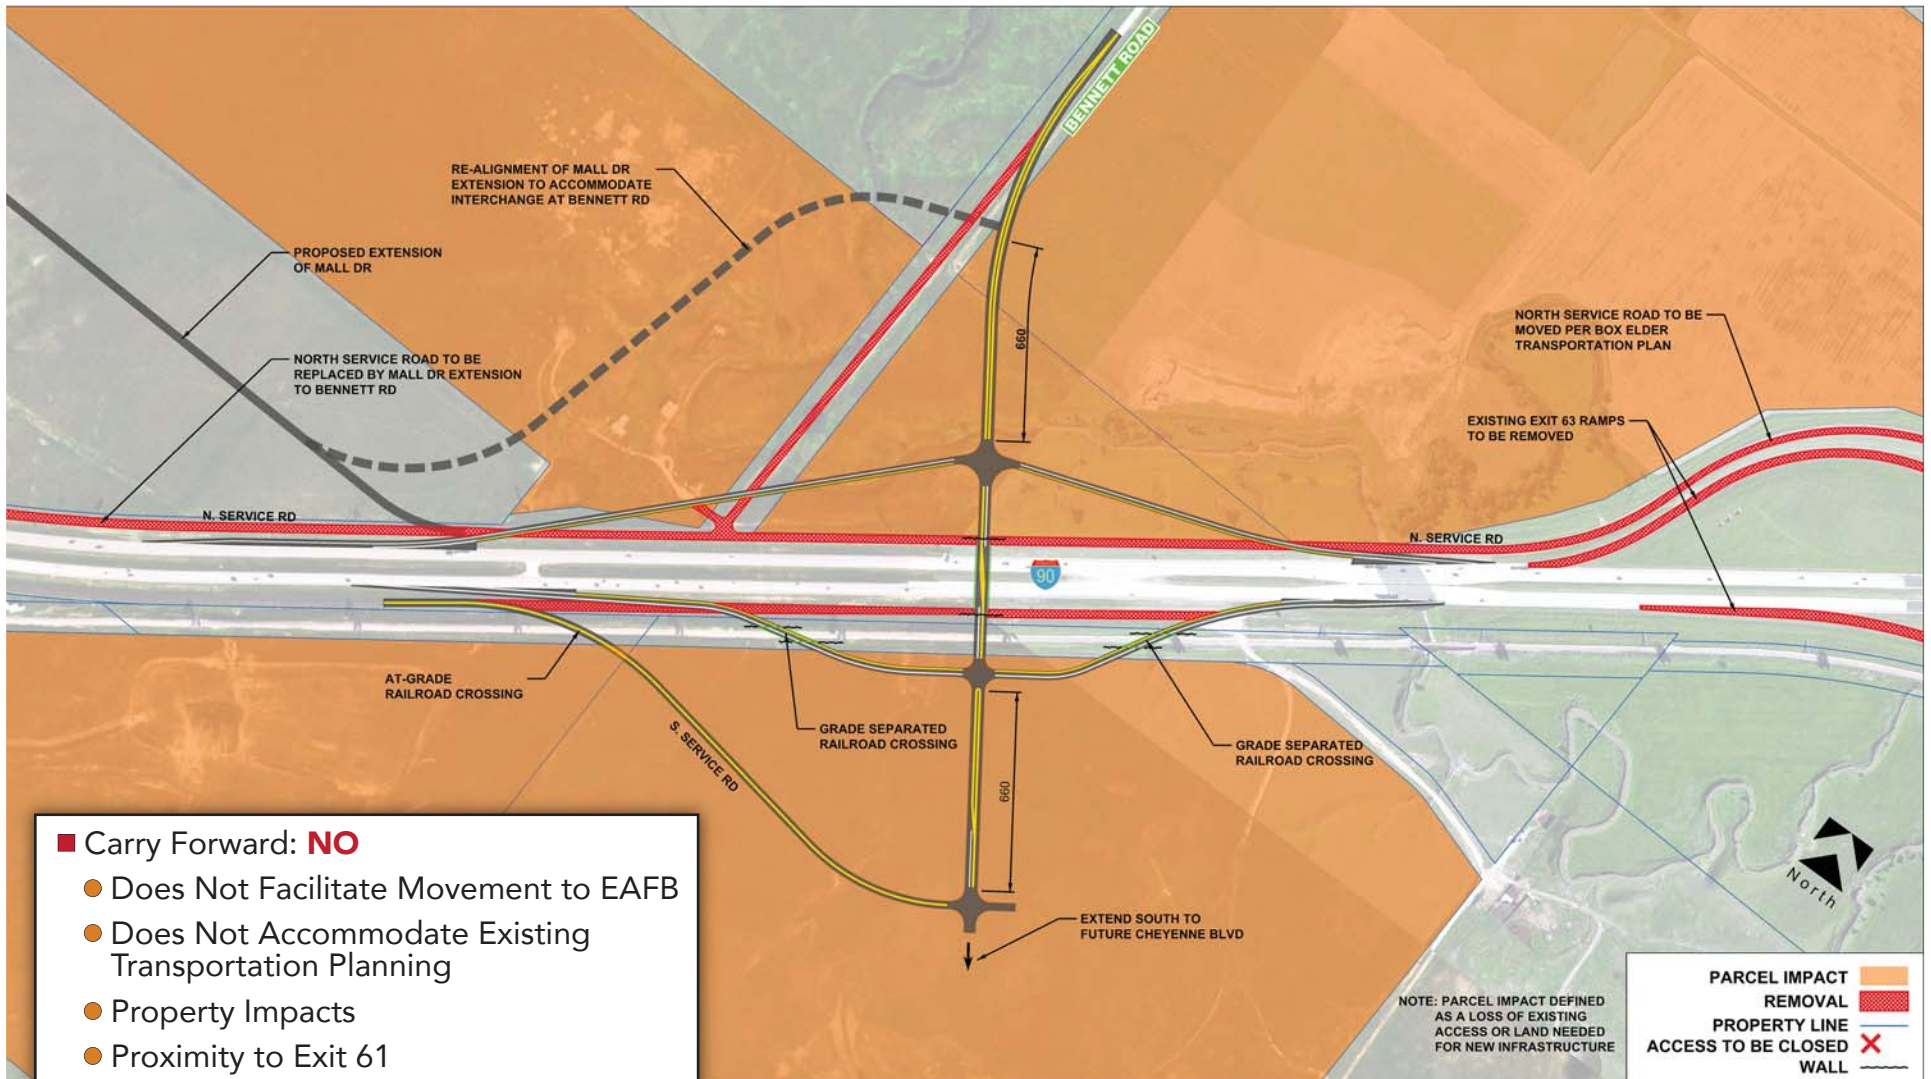 BENNETT ROAD
RE-ALIGNMENT OF MALL DR
EXTENSION TO ACCOMMODATE
INTERCHANGE AT BENNETT RD
PROPOSED EXTENSION
OF MALL DR
NORTH SERVICE ROAD TO BE
REPLACED BY MALL DR EXTENSION
TO BENNETT RD
660
NORTH SERVICE ROAD TO BE
MOVED PER BOX ELDER
TRANSPORTATION PLAN
EXISTING EXIT 63 RAMPS
TO BE REMOVED
N. SERVICE RD
N. SERVICE RD
90
AT-GRADE
RAILROAD CROSSING
GRADE SEPARATED
RAILROAD CROSSING
GRADE SEPARATED
RAILROAD CROSSING
S. SERVICE RD
660
EXTEND SOUTH TO
FUTURE CHEYENNE BLVD
North
Carry Forward: NO
Does Not Facilitate Movement to EAFB
Does Not Accommodate Existing
Transportation Planning
Property Impacts
Proximity to Exit 61
NOTE: PARCEL IMPACT DEFINED
AS A LOSS OF EXISTING
ACCESS OR LAND NEEDED
FOR NEW INFRASTRUCTURE
PARCEL IMPACT
REMOVAL
PROPERTY LINE
ACCESS TO BE CLOSED
WALL